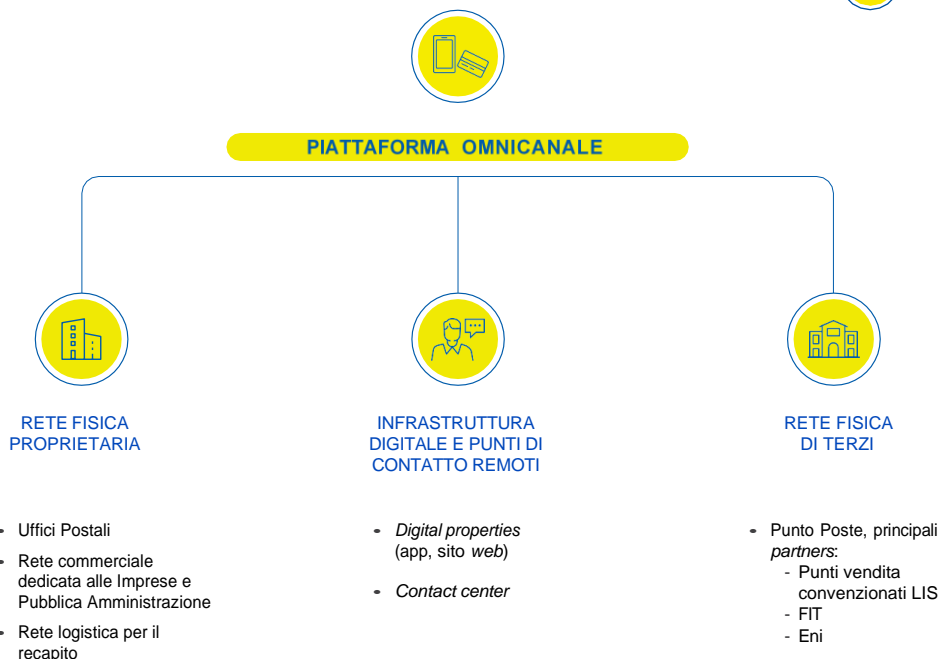 PIATTAFORMA OMNICANALE
RETE FISICA
PROPRIETARIA
• Uffici Postali
• Rete commerciale
dedicata alle Imprese e
Pubblica Amministrazione
• Rete logistica per il
recapito
INFRASTRUTTURA
DIGITALE E PUNTI DI
CONTATTO REMOTI
• Digital properties
(app, sito web)
• Contact center
RETE FISICA
DI TERZI
• Punto Poste, principali
partners:
- Punti vendita
convenzionati LIS
- FIT
- Eni